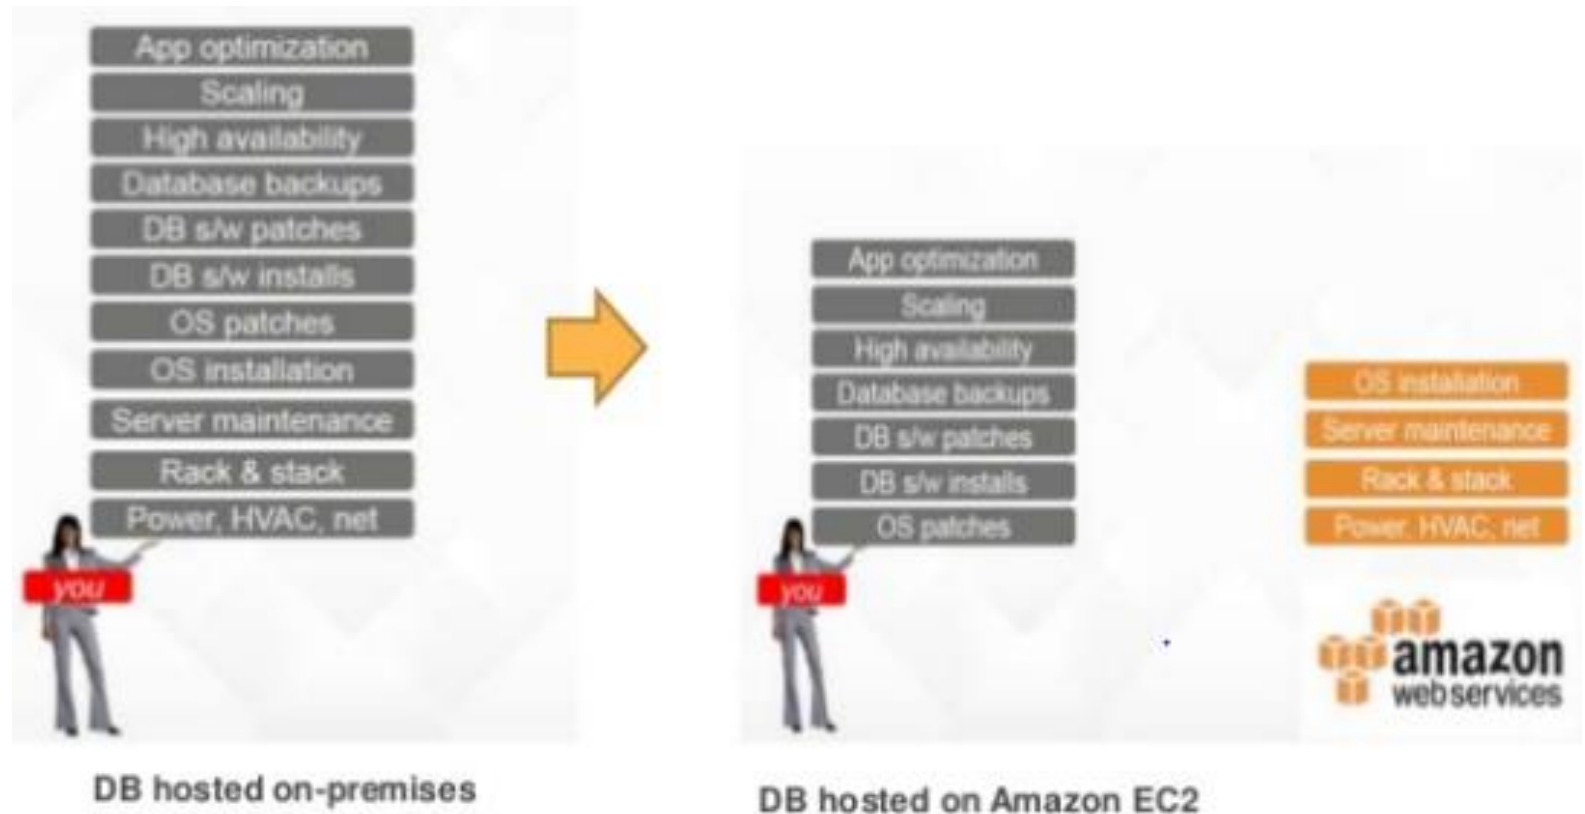 App optimization
Scaling
High availability
Database backups
DB s/w patches
DB s/w installs
OS patches
OS installation
Server maintenance
Rack & stack
Power, HVAC, net
you
DB hosted on-premises
App optimization
Scaling
High availability
Database backups
DB s/w patches
DB s/w installs
OS patches
you
OS installation
Server maintenance
Rack & stack
Power, HVAC, net
amazon
webservices
DB hosted on Amazon EC2